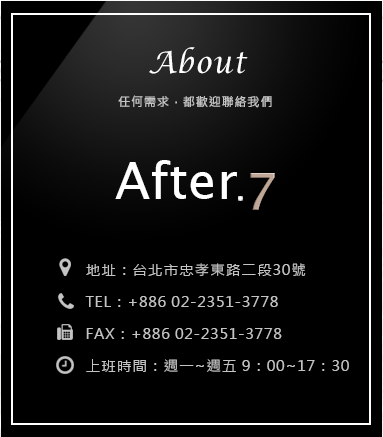 About
任何需求，都歡迎聯絡我們
After.7
地址：台北市忠孝東路二段30號
TEL：+886 02-2351-3778
FAX：+886 02-2351-3778
上班時間：週一~週五 9：00~17：30